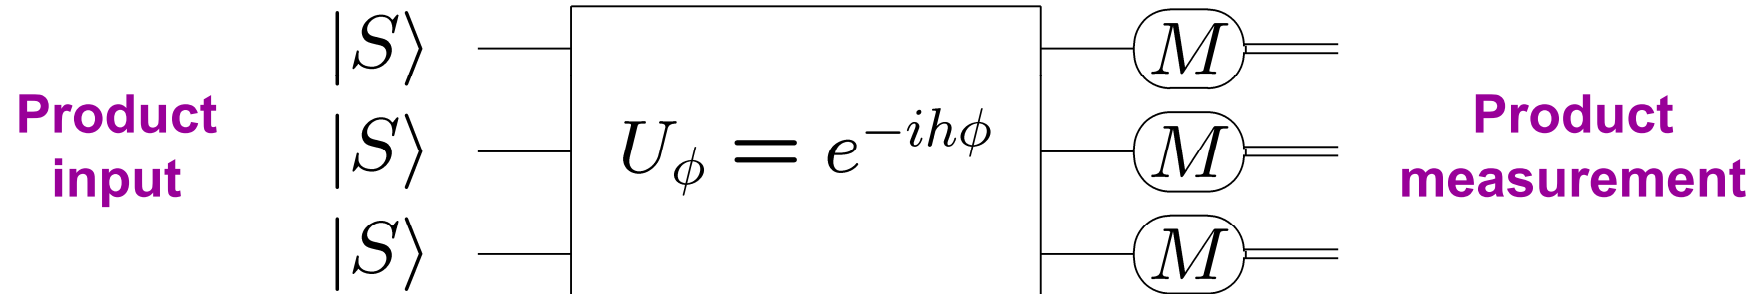 |S⟩ M
Product input |S⟩ U_ϕ = e^{-ihϕ} M Product measurement
|S⟩ M